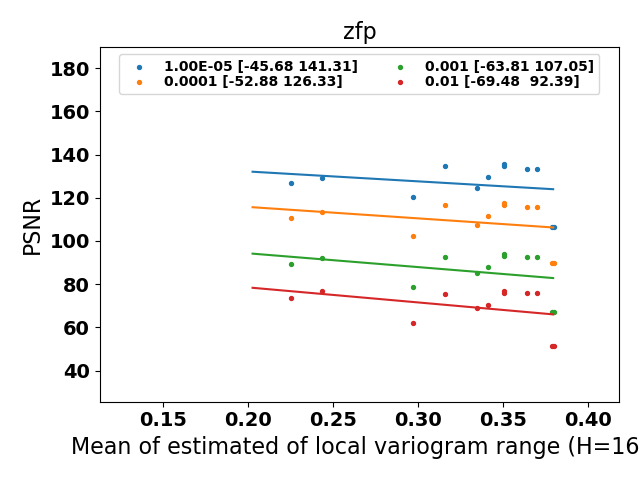 zfp
1.00E-05 [-45.68 141.31]
0.0001 [-52.88 126.33]
0.001 [-63.81 107.05]
0.01 [-69.48  92.39]
PSNR
180
160
140
120
100
80
60
40
0.15 0.20 0.25 0.30 0.35 0.40
Mean of estimated of local variogram range (H=16